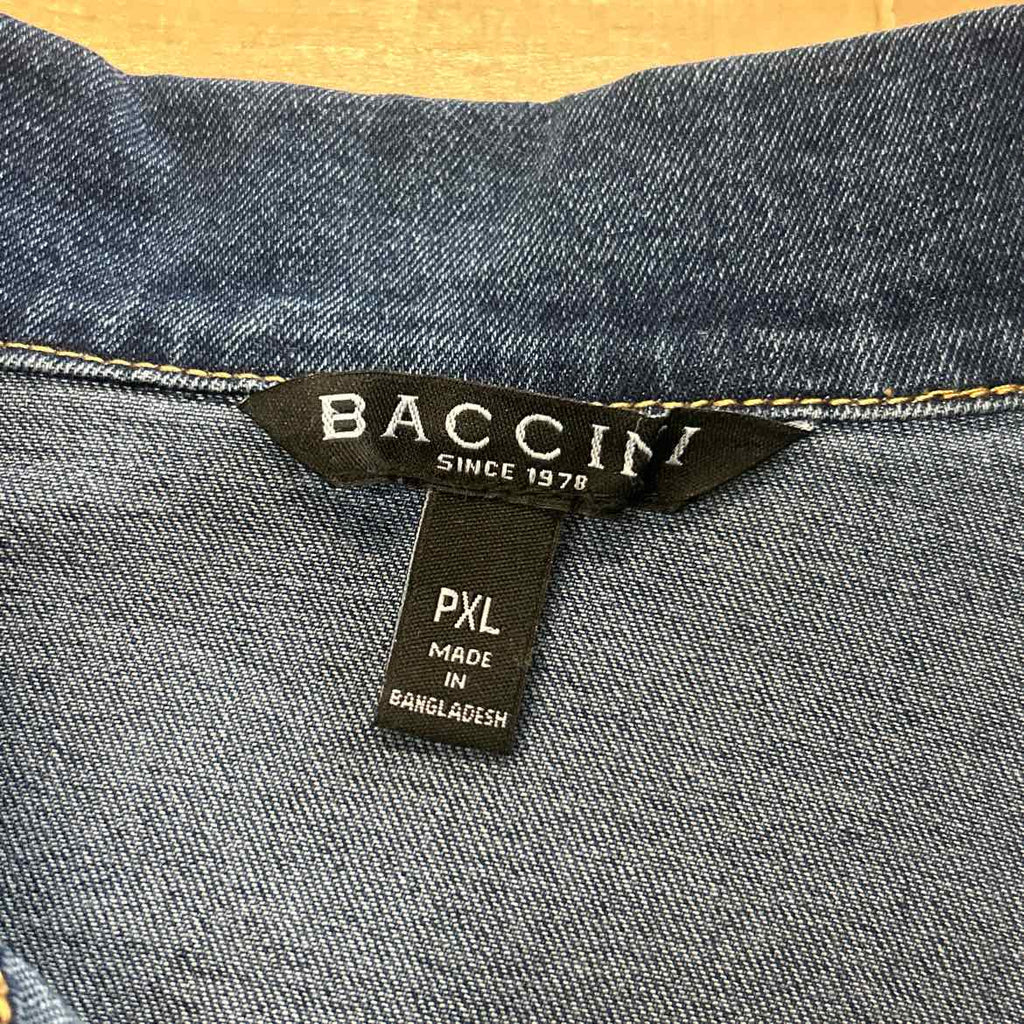 BACCINI
SINCE 1978
PXL
MADE
IN
BANGLADESH